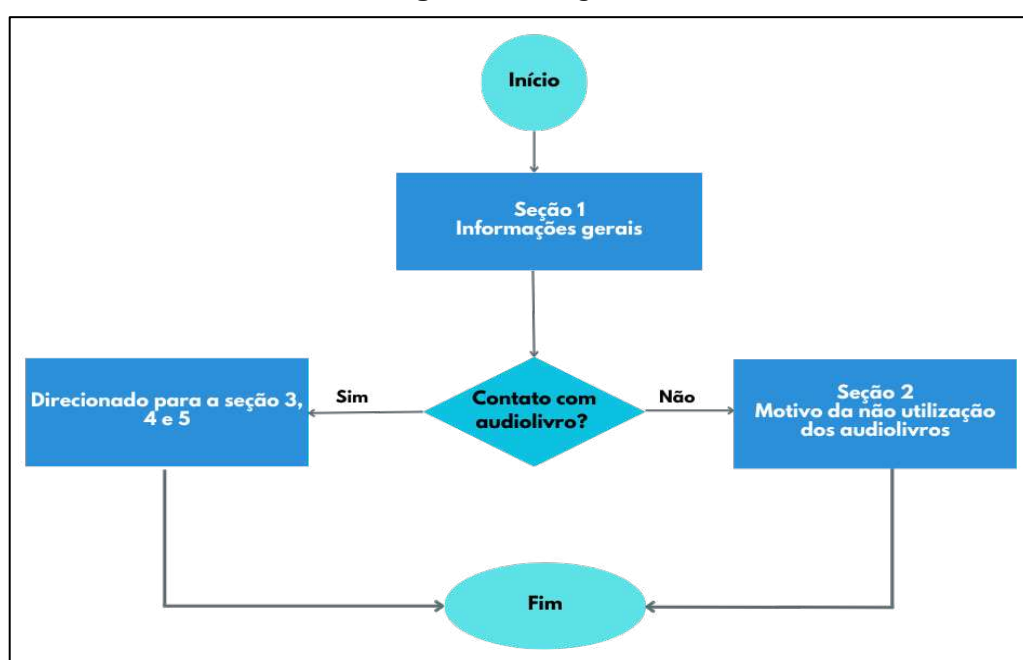 Início
Seção 1
Informações gerais
Direcionado para a seção 3,
4 e 5
Sim
Contato com
audiolivro?
Não
Seção 2
Motivo da não utilização
dos audiolivros
Fim